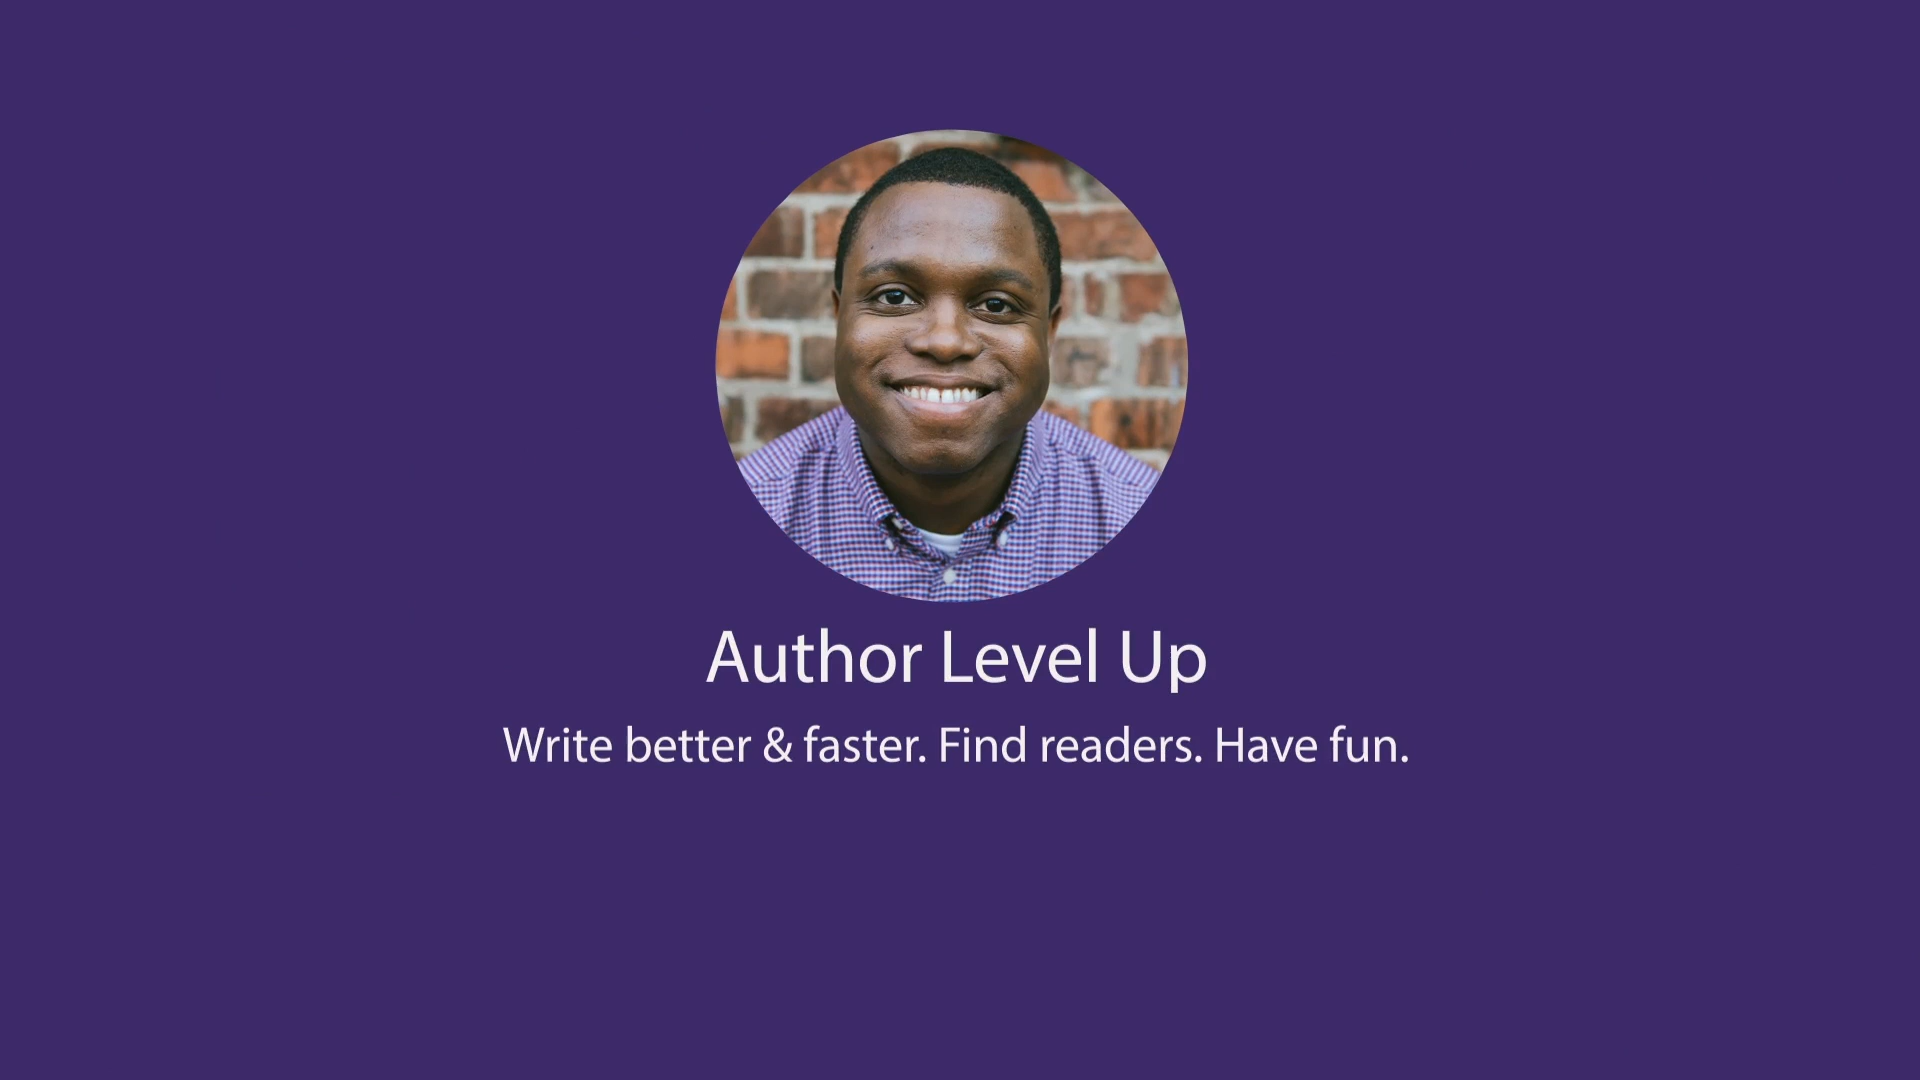 Author Level Up
Write better & faster. Find readers. Have fun.